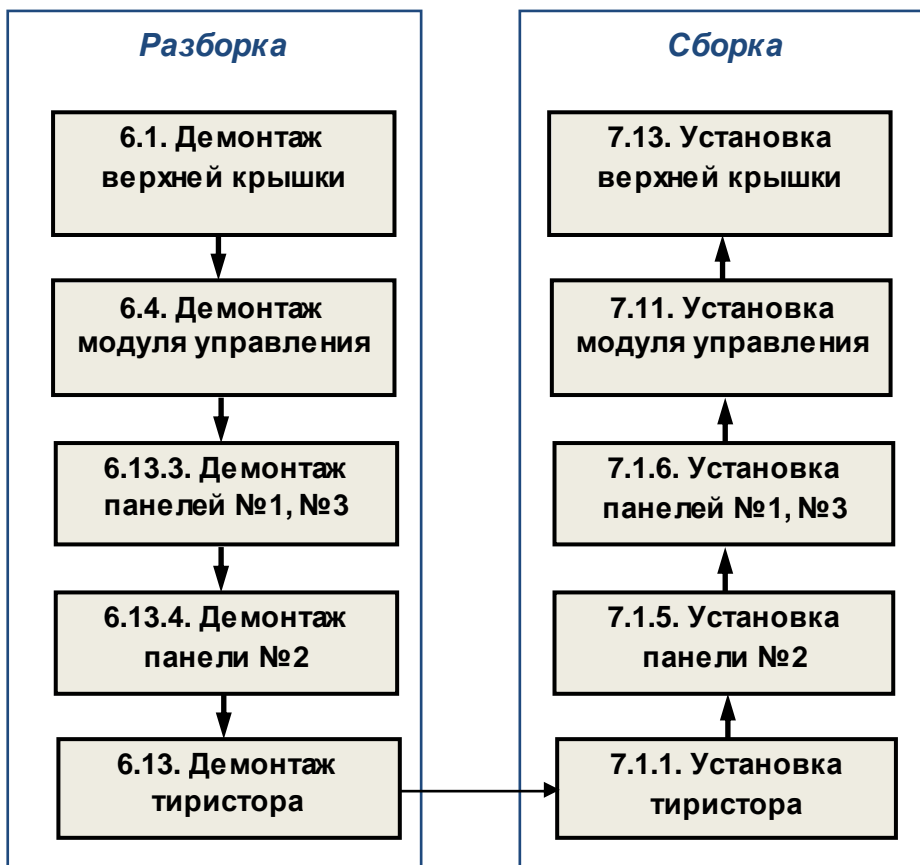 Разборка
6.1. Демонтаж
верхней крышки
6.4. Демонтаж
модуля управления
6.13.3. Демонтаж
панелей №1, №3
6.13.4. Демонтаж
панели №2
6.13. Демонтаж
тиристора
Сборка
7.13. Установка
верхней крышки
7.11. Установка
модуля управления
7.1.6. Установка
панелей №1, №3
7.1.5. Установка
панели №2
7.1.1. Установка
тиристора